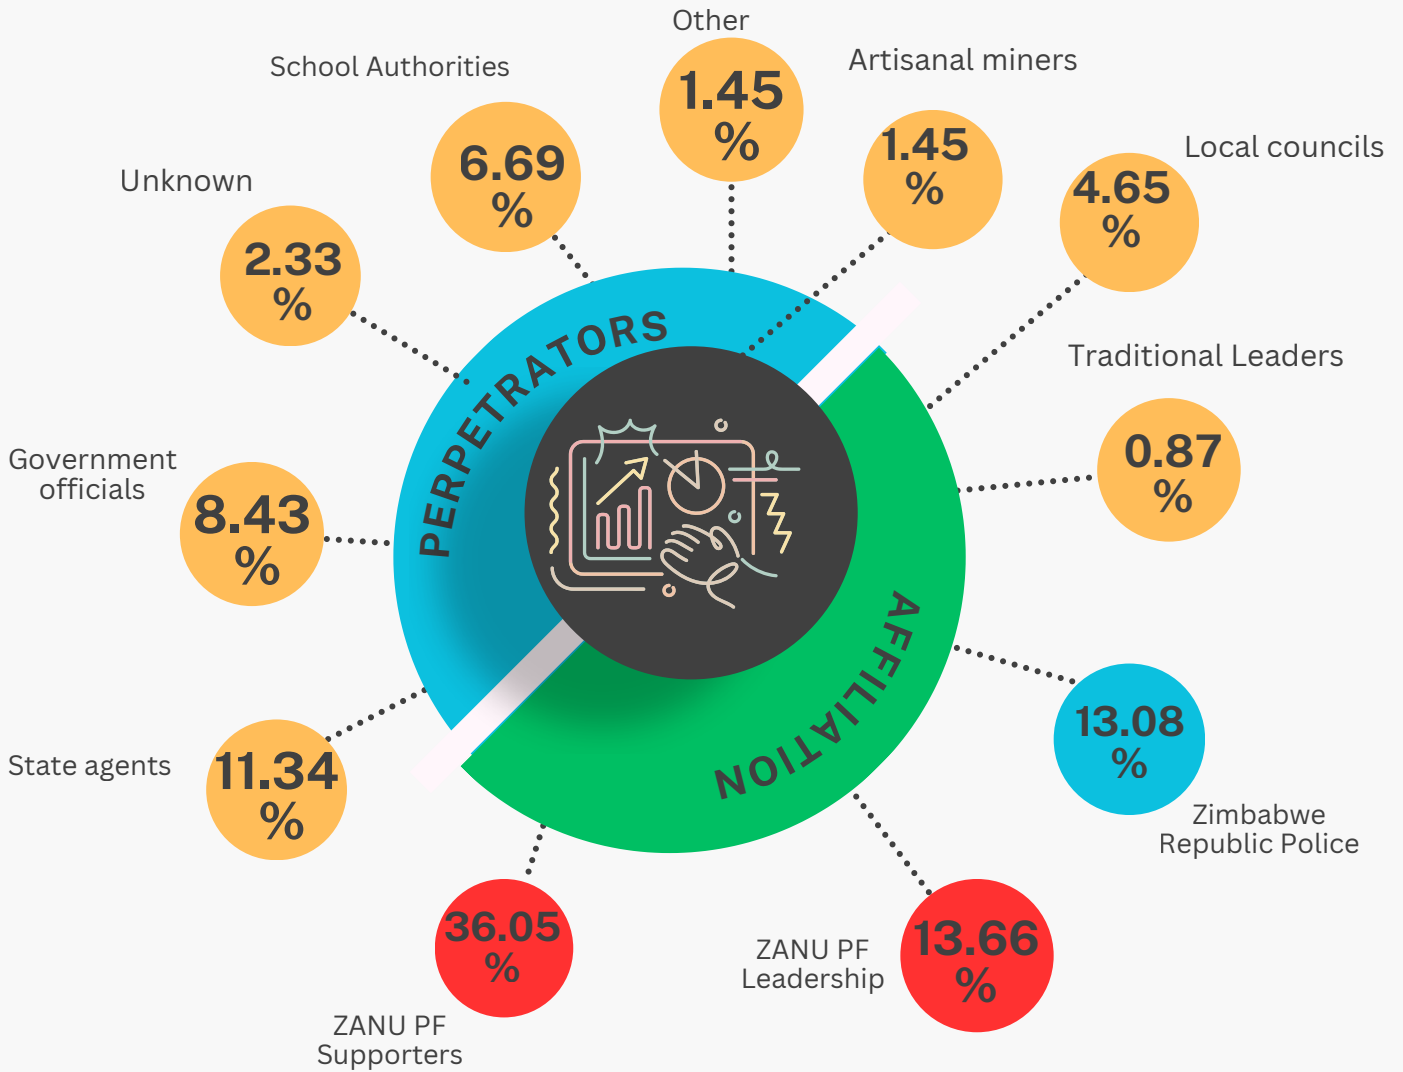 Other
1.45
%
Artisanal miners
1.45
%
School Authorities
6.69
%
Local councils
4.65
%
Unknown
2.33
%
Traditional Leaders
0.87
%
Government
officials
8.43
%
PERPETRATORS
AFFILIATION
State agents
11.34
%
13.08
%
Zimbabwe
Republic Police
36.05
%
ZANU PF
Supporters
ZANU PF
Leadership
13.66
%